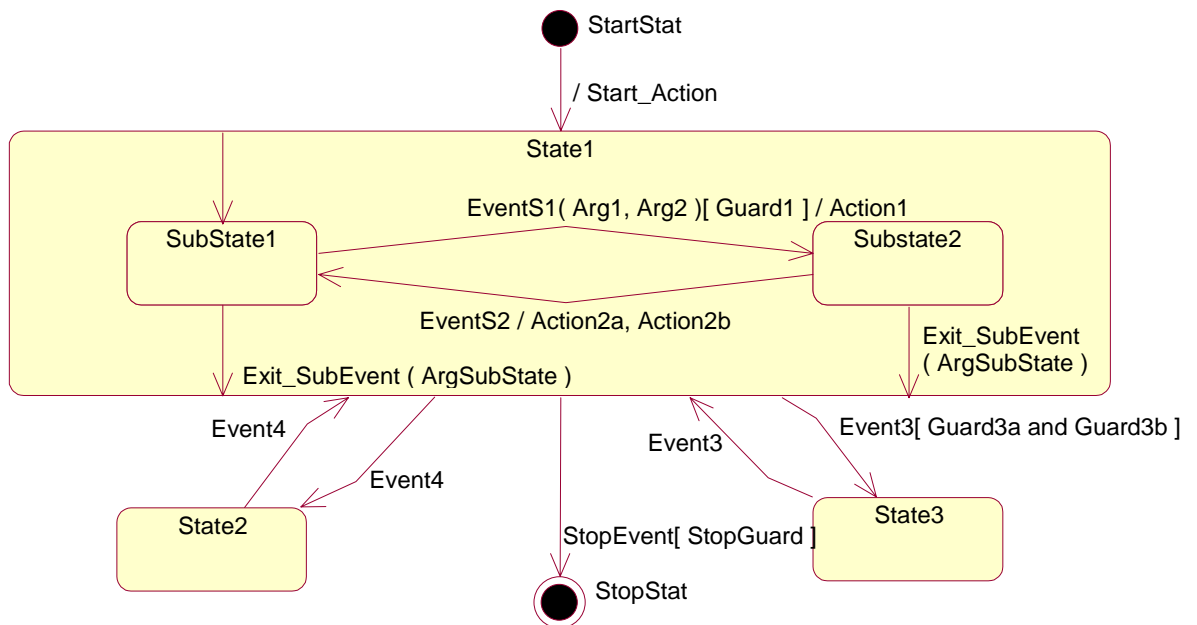 StartStat
/ Start_Action
State1
EventS1( Arg1, Arg2 )[ Guard1 ] / Action1
SubState1
Substate2
EventS2 / Action2a, Action2b
Exit_SubEvent
( ArgSubState )
Exit_SubEvent ( ArgSubState )
Event4
Event3
Event3[ Guard3a and Guard3b ]
Event4
State2
State3
StopEvent[ StopGuard ]
StopStat